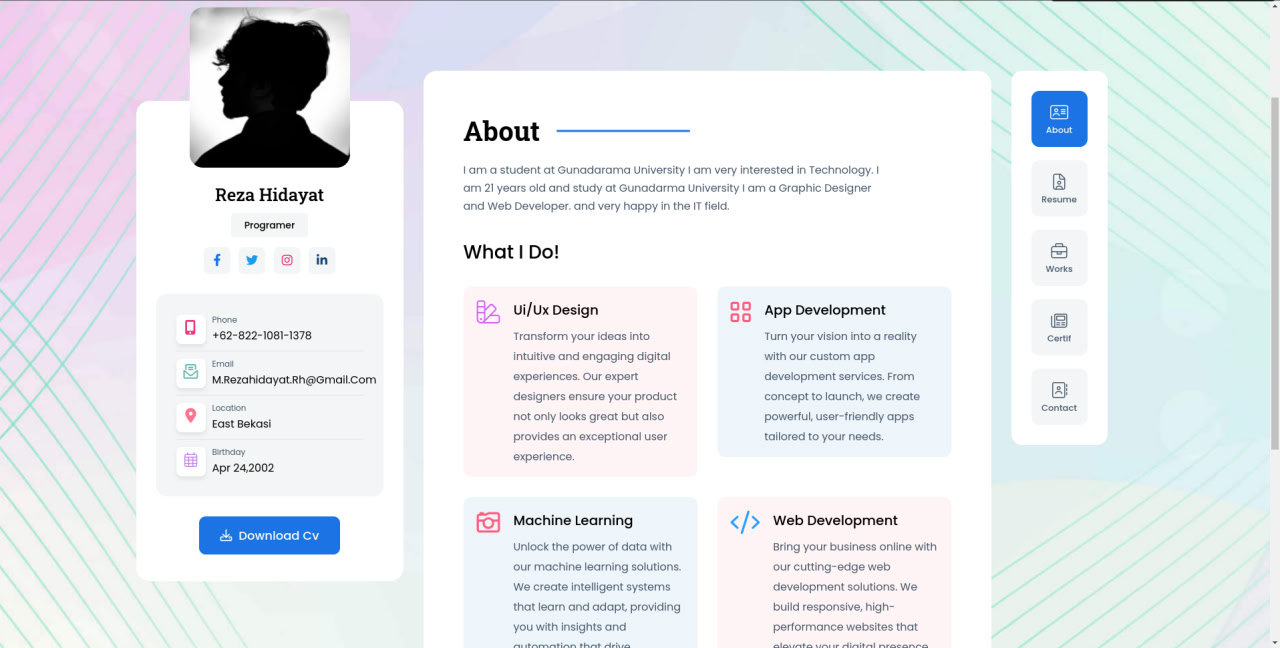 Reza Hidayat
Programer
Phone
+62-822-1081-1378
Email
M.Rezahidayat.Rh@Gmail.Com
Location
East Bekasi
Birthday
Apr 24,2002
Download Cv
About
I am a student at Gunadarama University I am very interested in Technology. I
am 21 years old and study at Gunadarma University I am a Graphic Designer
and Web Developer. and very happy in the IT field.
What I Do!
Ui/Ux Design
Transform your ideas into
intuitive and engaging digital
experiences. Our expert
designers ensure your product
not only looks great but also
provides an exceptional user
experience.
App Development
Turn your vision into a reality
with our custom app
development services. From
concept to launch, we create
powerful, user-friendly apps
tailored to your needs.
Machine Learning
Unlock the power of data with
our machine learning solutions.
We create intelligent systems
that learn and adapt, providing
you with insights and
automation that drive
Web Development
Bring your business online with
our cutting-edge web
development solutions. We
build responsive, high-
performance websites that
elevate your digital presence
About
Resume
Works
Certif
Contact